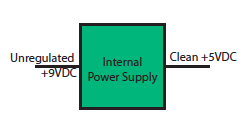 Unregulated
+9VDC
Internal
Power Supply
Clean +5VDC